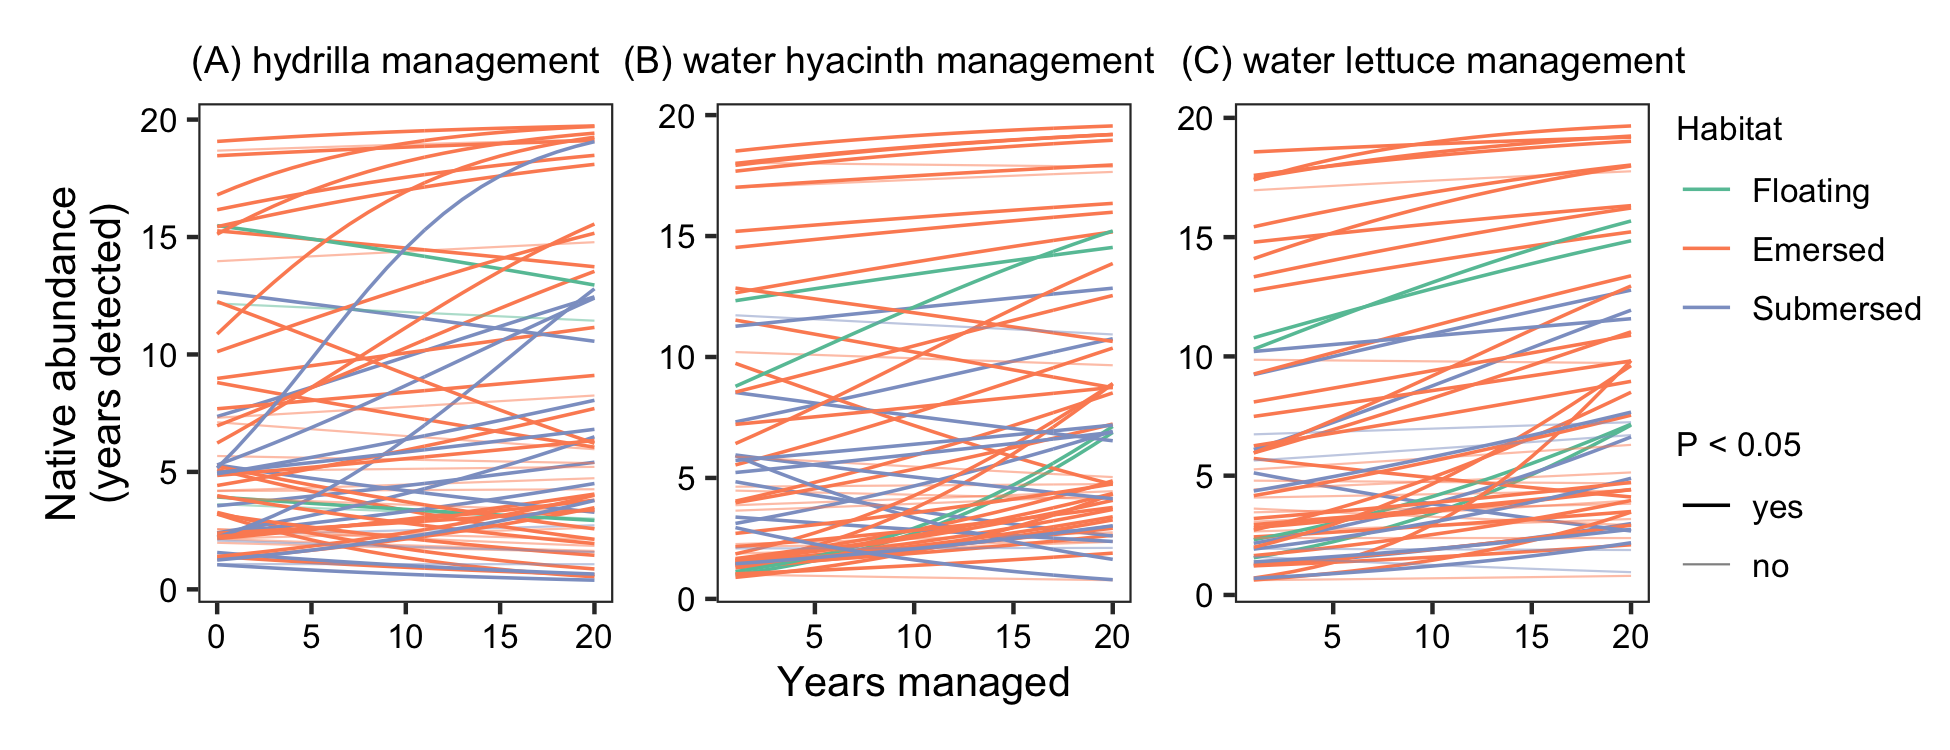 (A) hydrilla management
(B) water hyacinth management
(C) water lettuce management
Native abundance
(years detected)
20
15
10
5
0
0 5 10 15 20
20
15
10
5
0
5 10 15 20
20
15
10
5
0
5 10 15 20
Years managed
Habitat
Floating
Emersed
Submersed
P < 0.05
yes
no